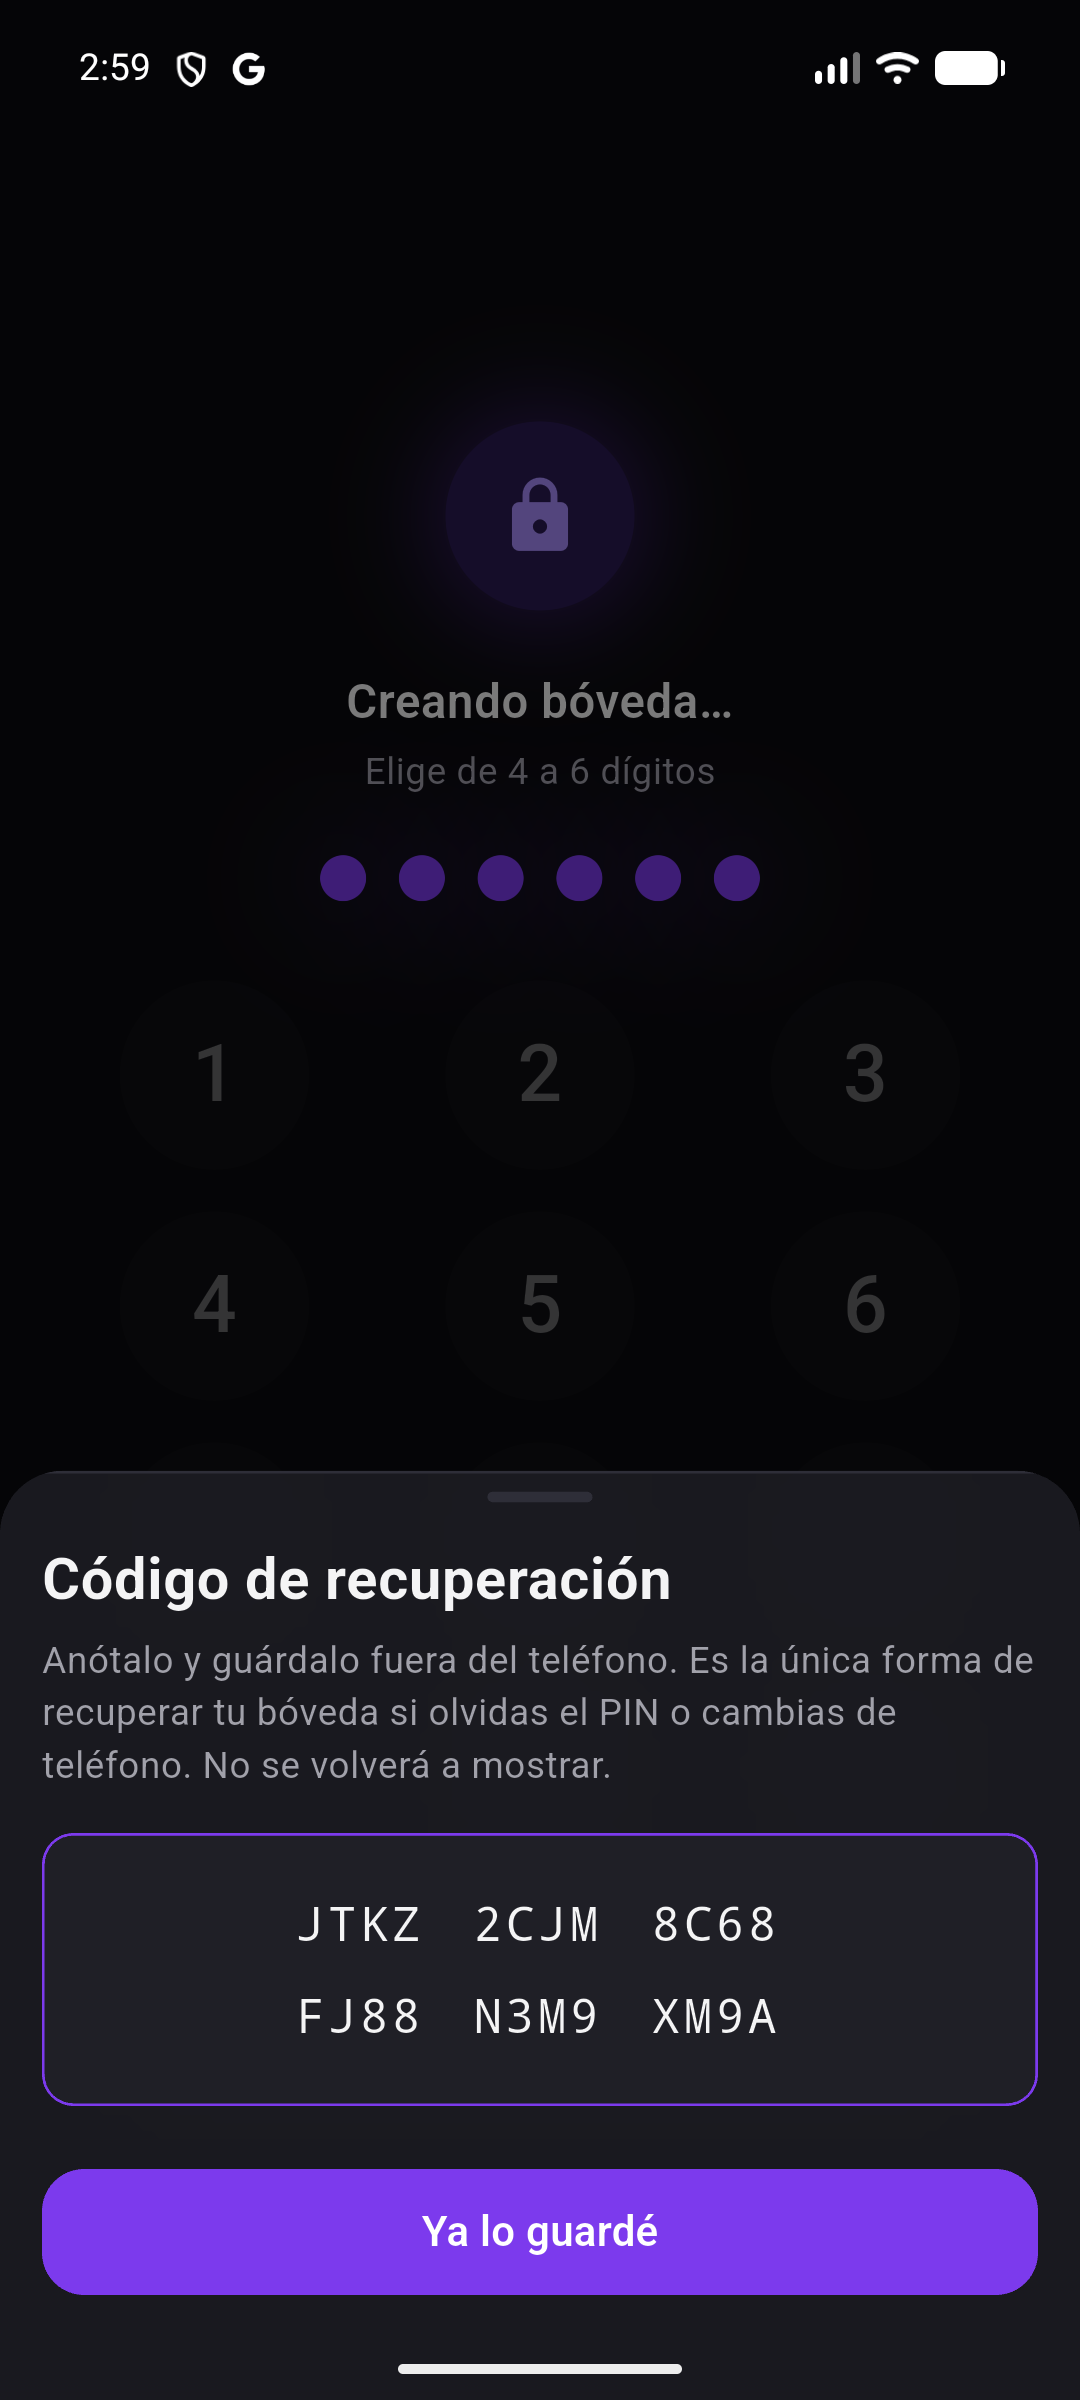 2:59
Creando bóveda...
Elige de 4 a 6 dígitos
1 2 3
4 5 6
Código de recuperación
Anótalo y guárdalo fuera del teléfono. Es la única forma de
recuperar tu bóveda si olvidas el PIN o cambias de
teléfono. No se volverá a mostrar.
JTKZ 2CJM 8C68
FJ88 N3M9 XM9A
Ya lo guardé